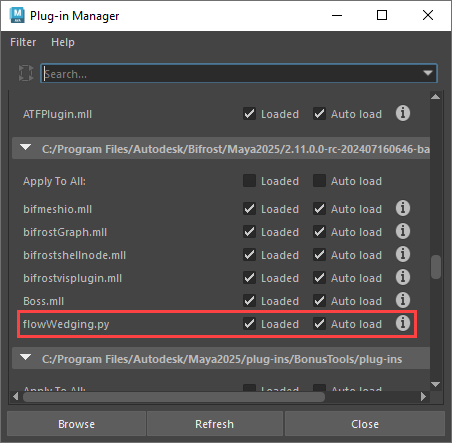 Plug-in Manager
Filter Help
Search...
ATFPlugin.mll Loaded Auto load
C:/Program Files/Autodesk/Bifrost/Maya2025/2.11.0.0-rc-202407160646-ba
Apply To All: Loaded Auto load
bifmeshio.mll Loaded Auto load
bifrostGraph.mll Loaded Auto load
bifrostshellnode.mll Loaded Auto load
bifrostvisplugin.mll Loaded Auto load
Boss.mll Loaded Auto load
flowWedging.py Loaded Auto load
C:/Program Files/Autodesk/Maya2025/plug-ins/BonusTools/plug-ins
Apply To All: Loaded Auto load
Browse Refresh Close